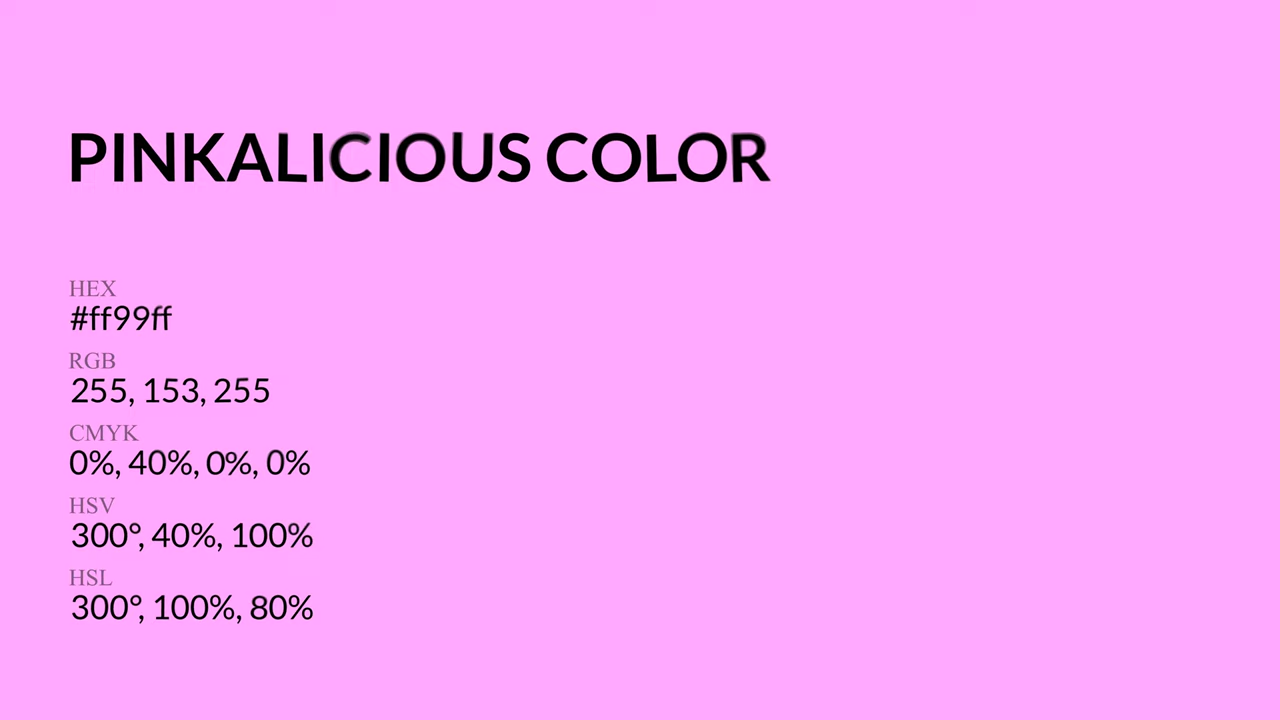 PINKALICIOUS COLOR
HEX
#ff99ff
RGB
255, 153, 255
CMYK
0%, 40%, 0%, 0%
HSV
300°, 40%, 100%
HSL
300°, 100%, 80%